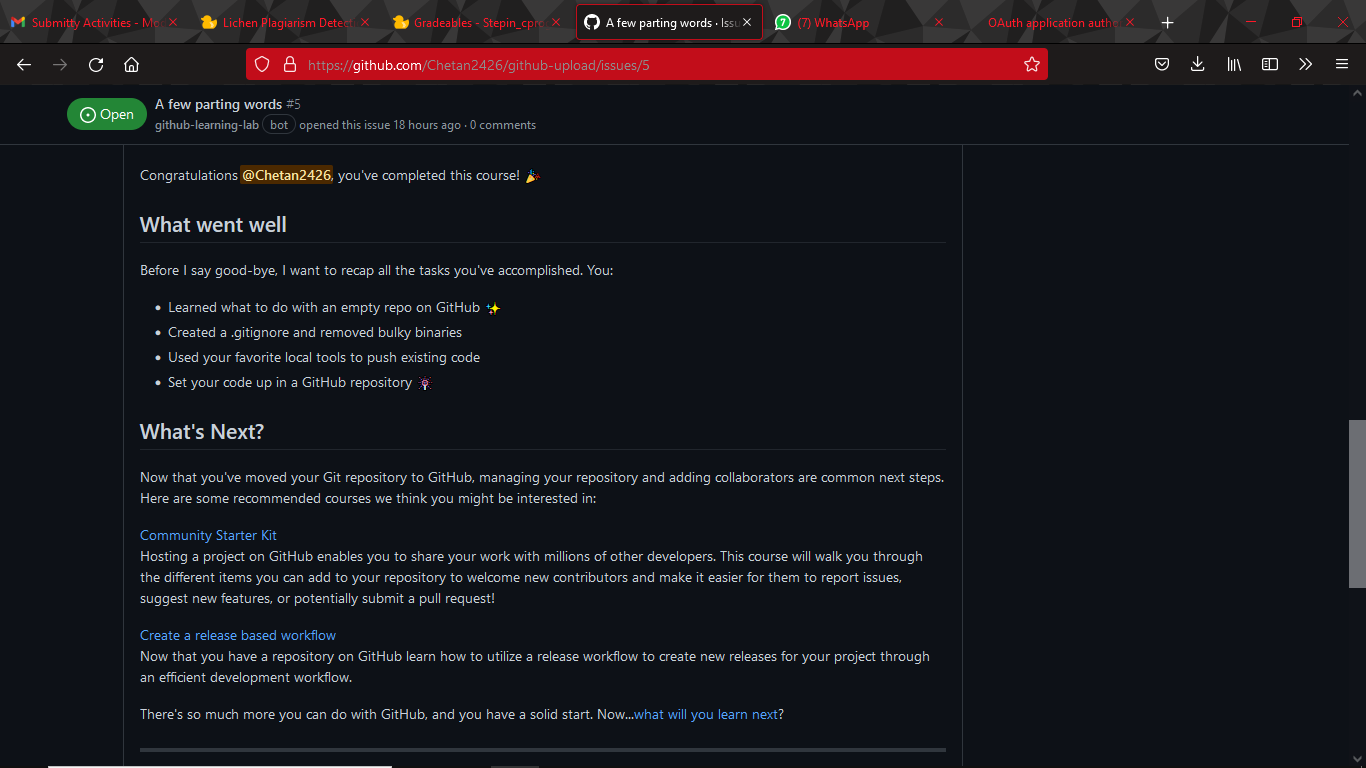 Submitty Activities - Mo
Lichen Plagiarism Detect
Gradeables - Stepin_cpro
A few parting words · Issu
(7) WhatsApp
OAuth application autho
https://github.com/Chetan2426/github-upload/issues/5
Open
A few parting words #5
github-learning-lab bot opened this issue 18 hours ago · 0 comments
Congratulations @Chetan2426, you've completed this course! 🎉
What went well
Before I say good-bye, I want to recap all the tasks you've accomplished. You:
• Learned what to do with an empty repo on GitHub ✨
• Created a .gitignore and removed bulky binaries
• Used your favorite local tools to push existing code
• Set your code up in a GitHub repository 🎆
What's Next?
Now that you've moved your Git repository to GitHub, managing your repository and adding collaborators are common next steps.
Here are some recommended courses we think you might be interested in:
Community Starter Kit
Hosting a project on GitHub enables you to share your work with millions of other developers. This course will walk you through
the different items you can add to your repository to welcome new contributors and make it easier for them to report issues,
suggest new features, or potentially submit a pull request!
Create a release based workflow
Now that you have a repository on GitHub learn how to utilize a release workflow to create new releases for your project through
an efficient development workflow.
There's so much more you can do with GitHub, and you have a solid start. Now...what will you learn next?